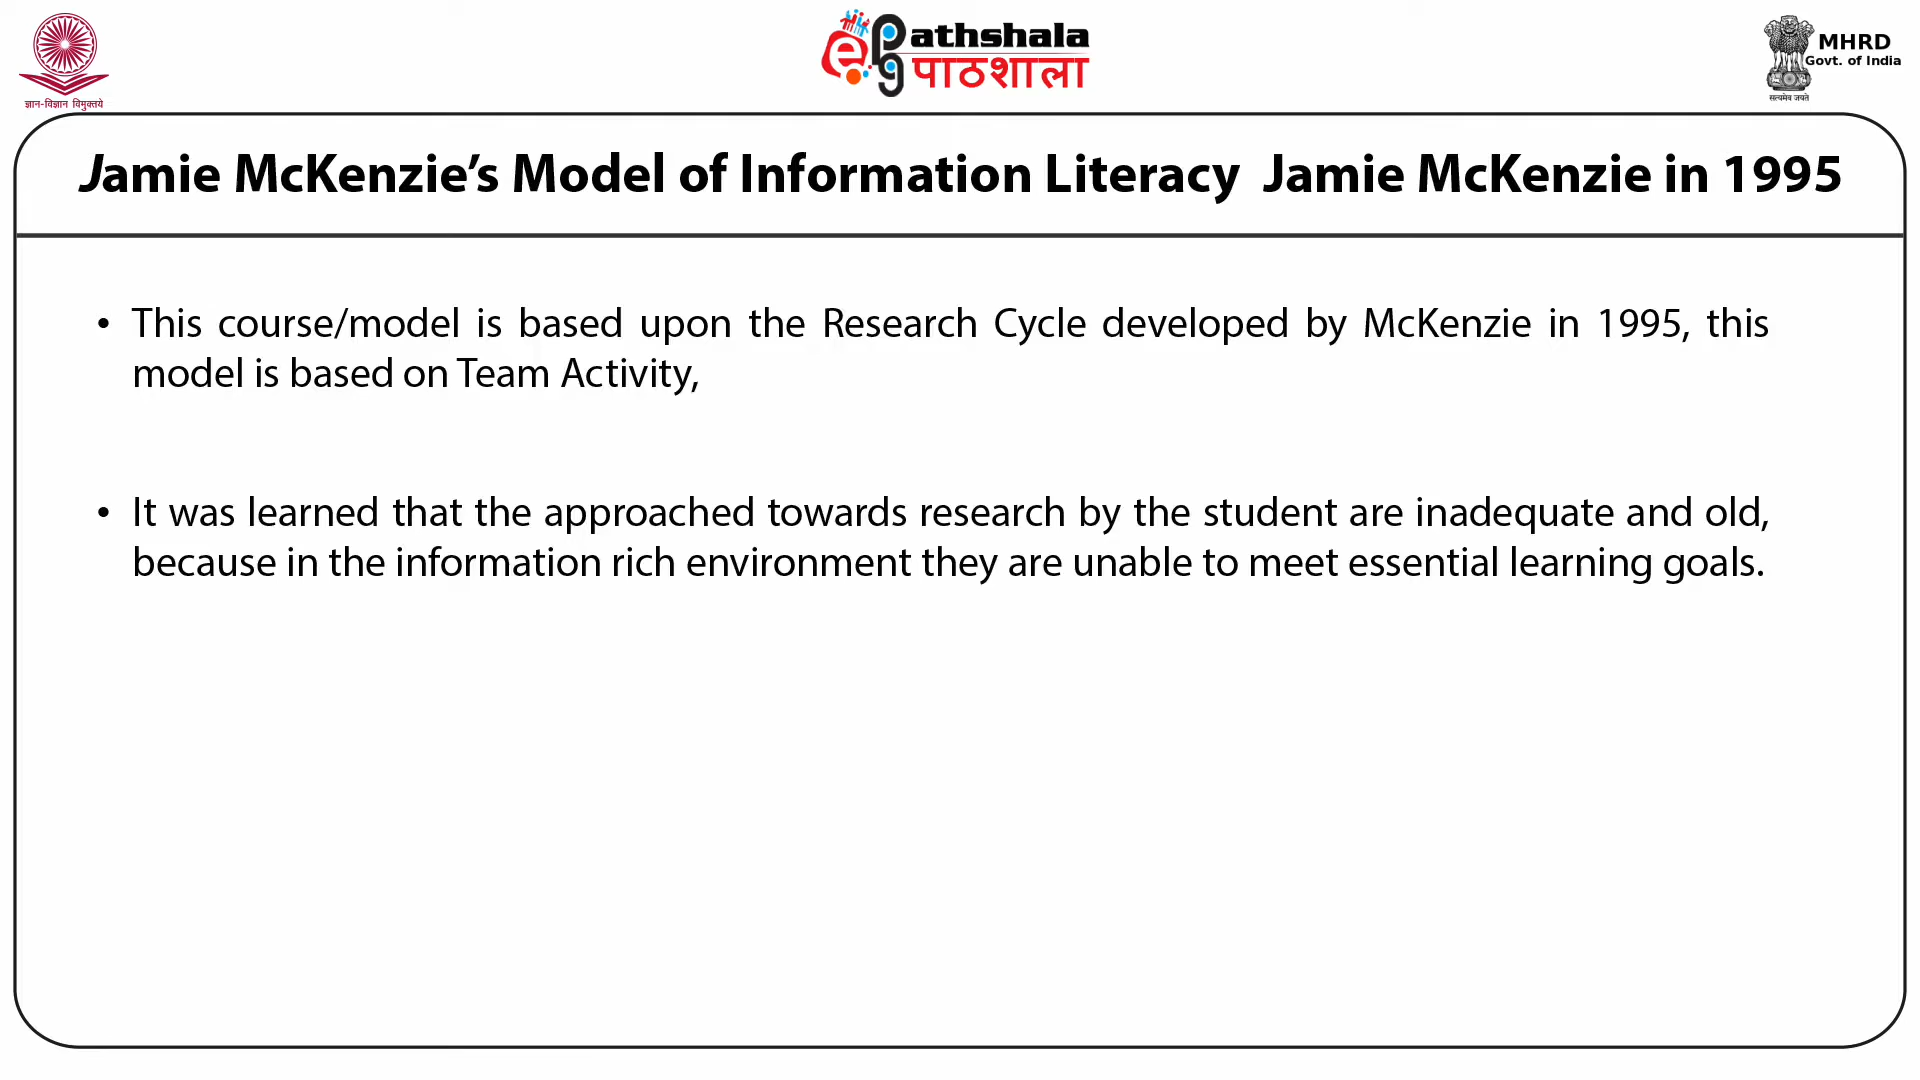 ज्ञान-विज्ञान विमुक्तये
ePathshala
पाठशाला
MHRD
Govt. of India
सत्यमेव जयते
Jamie McKenzie’s Model of Information Literacy Jamie McKenzie in 1995
• This course/model is based upon the Research Cycle developed by McKenzie in 1995, this
model is based on Team Activity,
• It was learned that the approached towards research by the student are inadequate and old,
because in the information rich environment they are unable to meet essential learning goals.